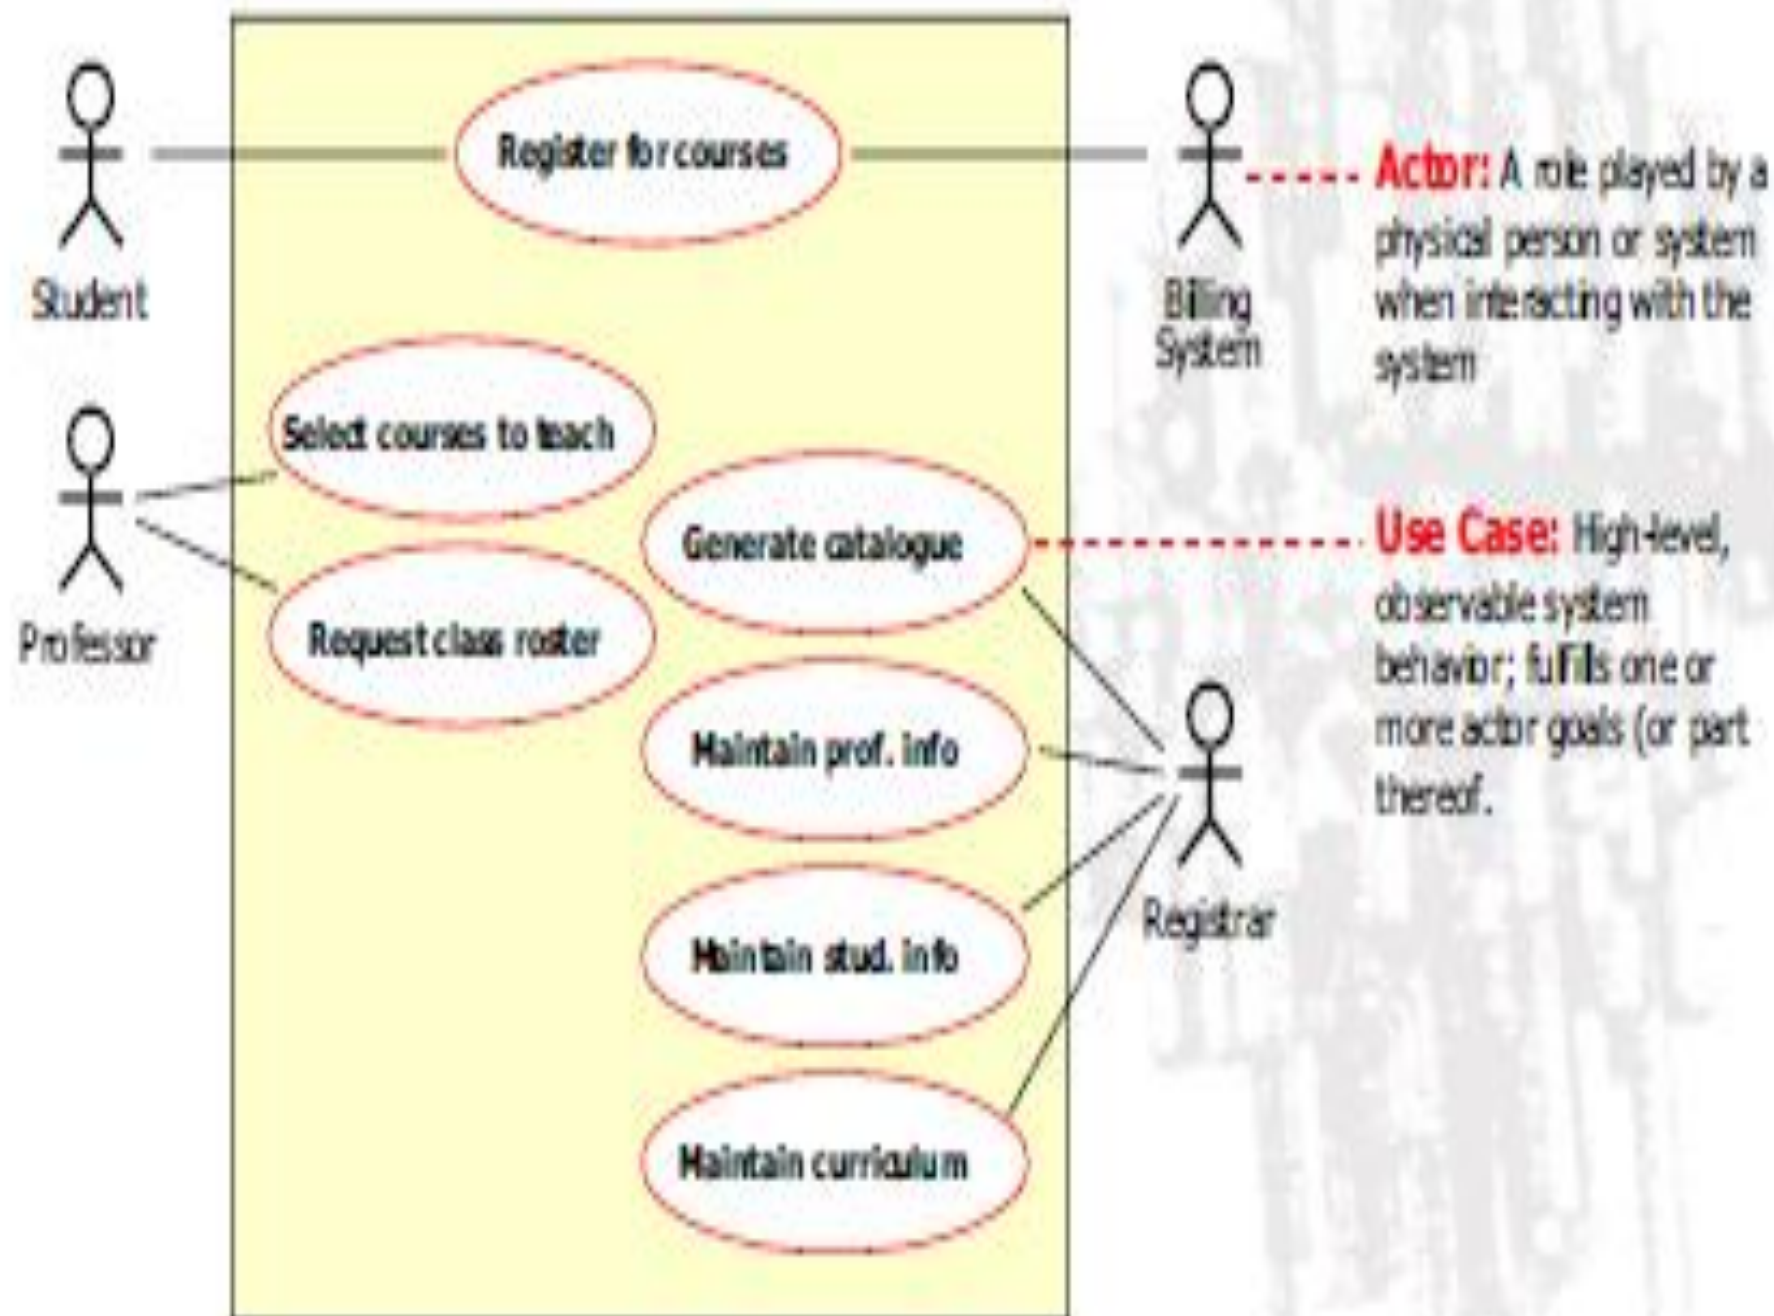 Register for courses
Student
Billing
System
Actor: A role played by a
physical person or system
when interacting with the
system
Select courses to teach
Professor
Request class roster
Generate catalogue
Use Case: High-level,
observable system
behavior; fulfills one or
more actor goals (or part
thereof.
Maintain prof. info
Registrar
Maintain stud. info
Maintain curriculum